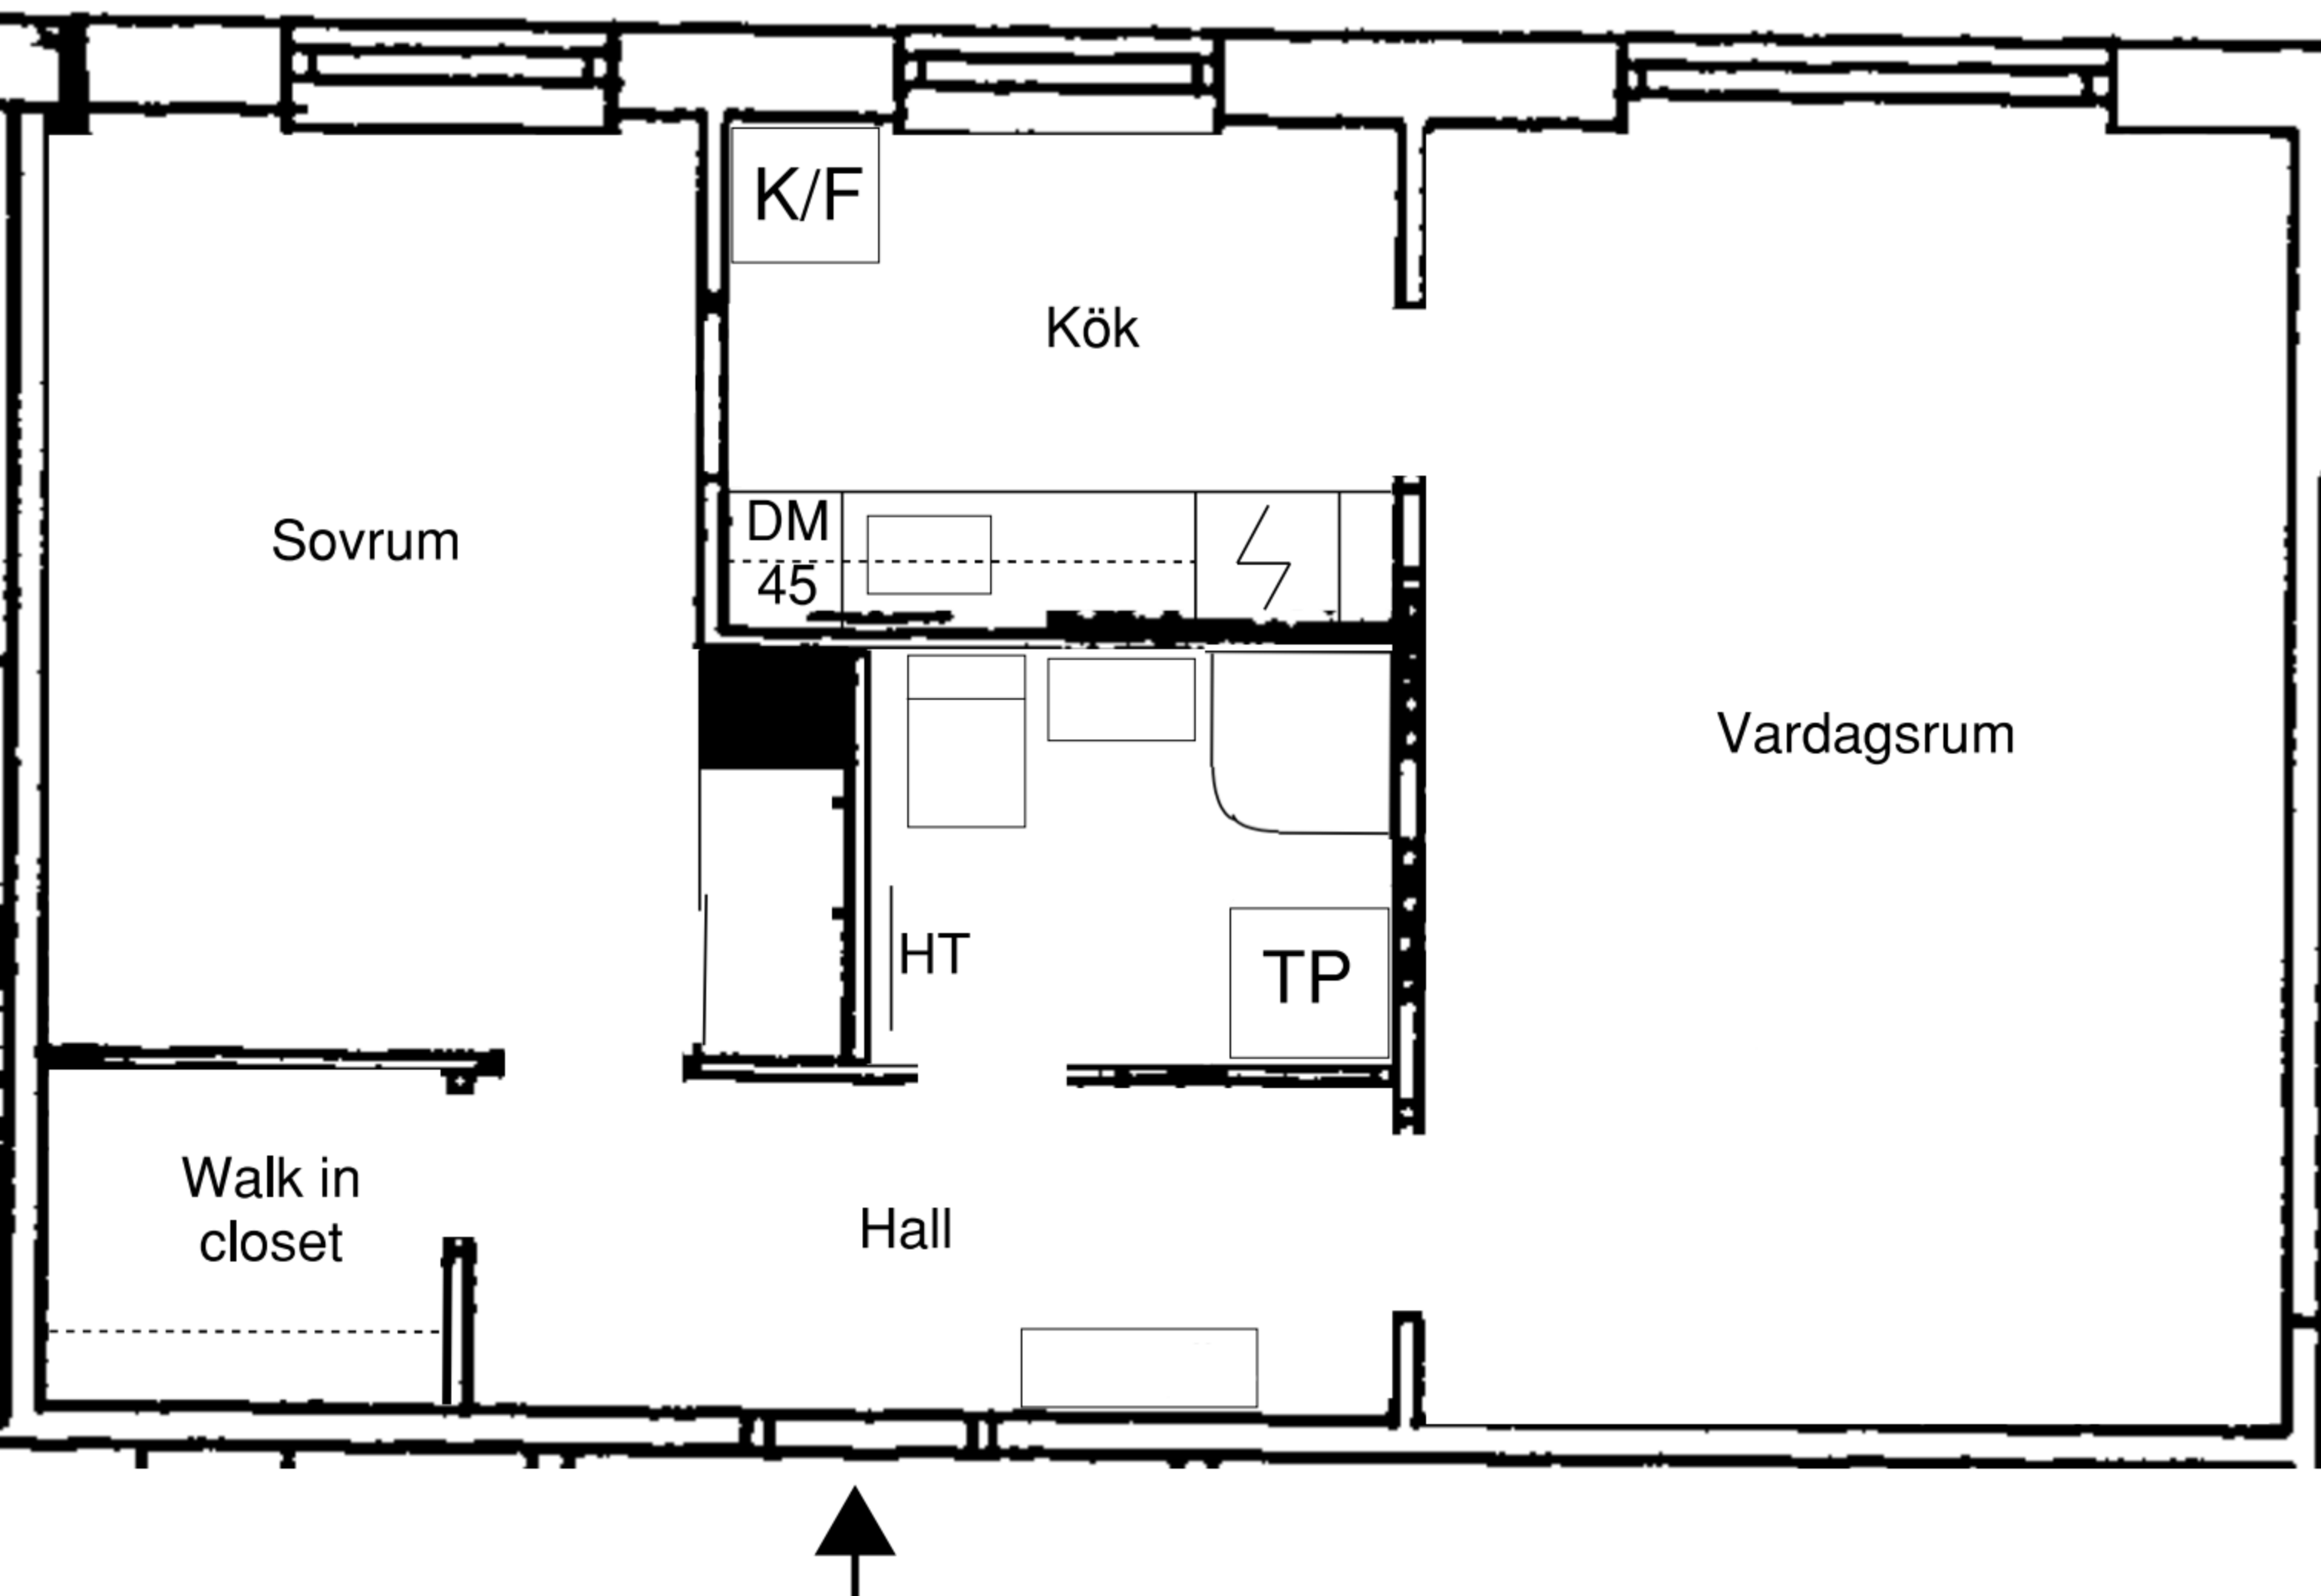 K/F
Kök
Sovrum
DM
45
Vardagsrum
HT
TP
Walk in
closet
Hall